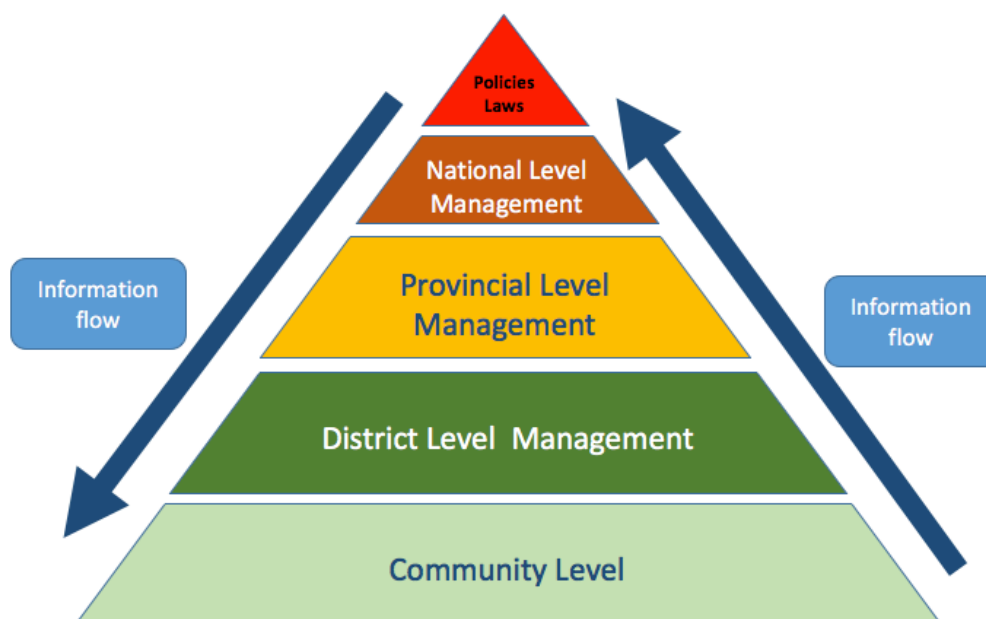 Policies
Laws
National Level
Management
Information
flow
Provincial Level
Management
Information
flow
District Level  Management
Community Level